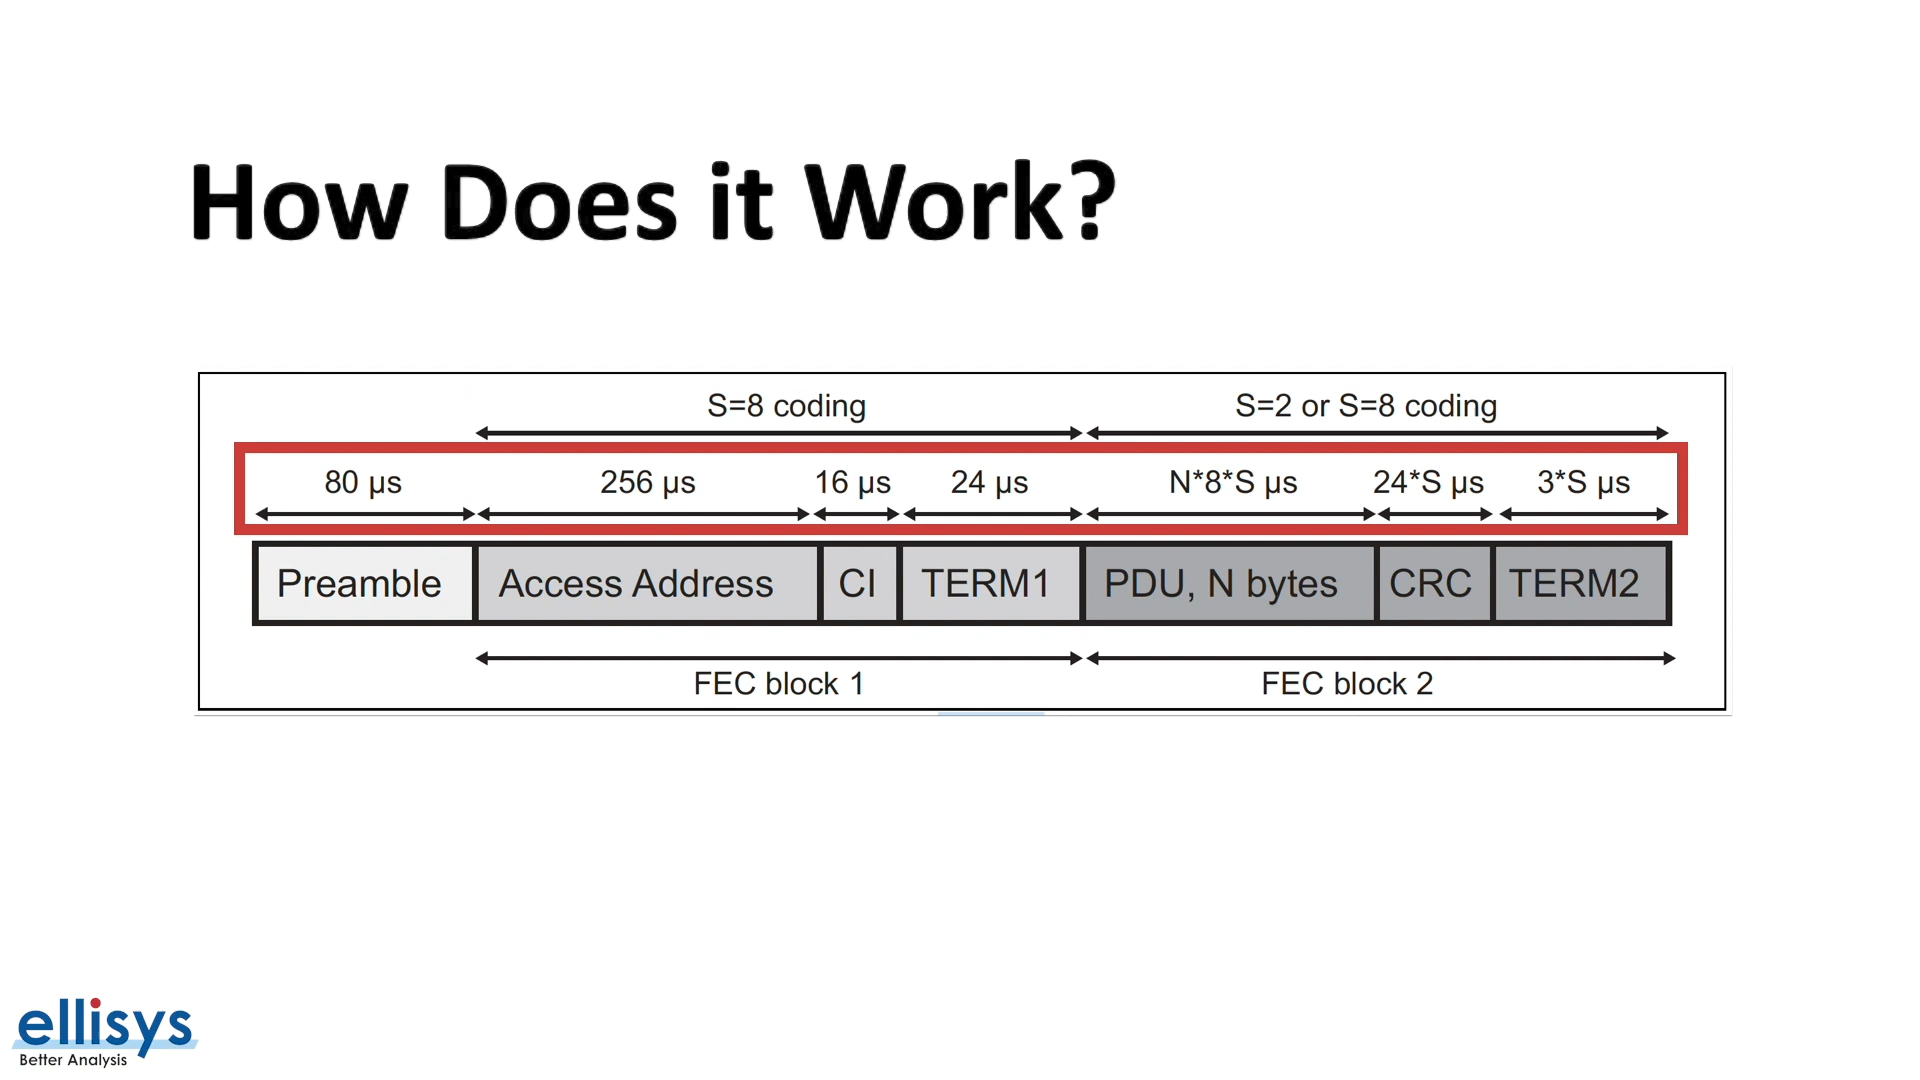 How Does it Work?
S=8 coding S=2 or S=8 coding
80 µs 256 µs 16 µs 24 µs N*8*S µs 24*S µs 3*S µs
Preamble Access Address CI TERM1 PDU, N bytes CRC TERM2
FEC block 1 FEC block 2
ellisys
Better Analysis